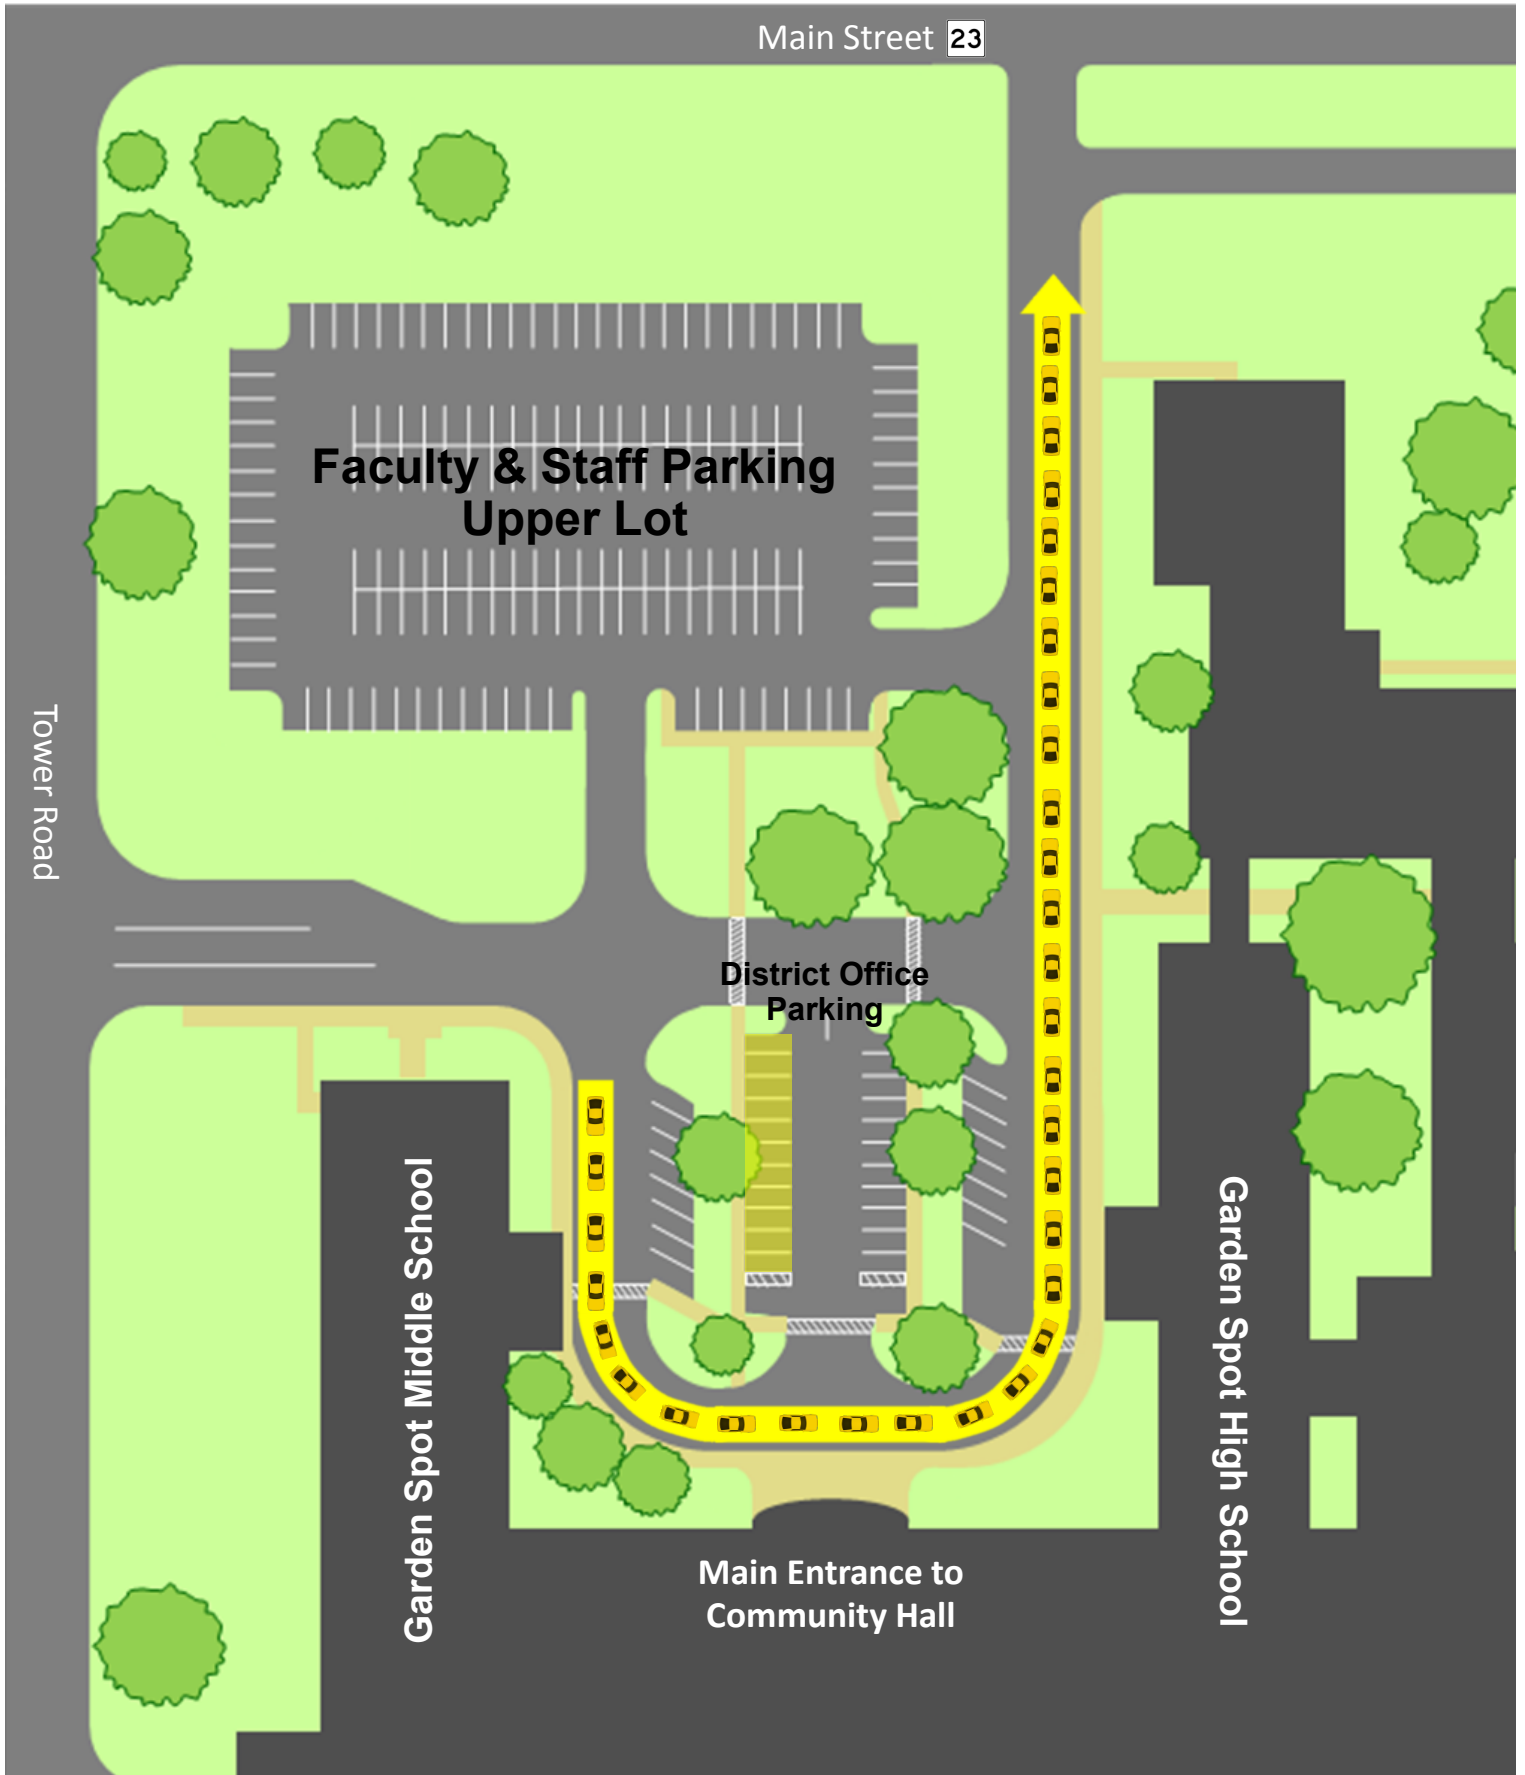 Main Street 23
Faculty & Staff Parking
Upper Lot
Tower Road
District Office
Parking
Garden Spot Middle School
Garden Spot High School
Main Entrance to
Community Hall